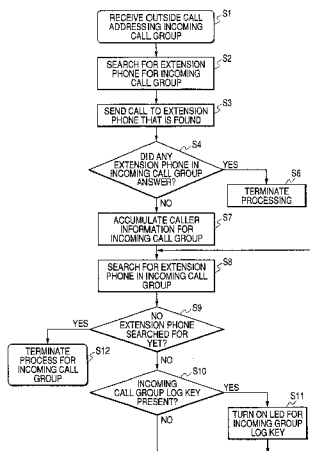 S1
RECEIVE OUTSIDE CALL
ADDRESSING INCOMING
CALL GROUP
S2
SEARCH FOR EXTENSION
PHONE FOR INCOMING
CALL GROUP
S3
SEND CALL TO EXTENSION
PHONE THAT IS FOUND
S4
DID ANY
EXTENSION PHONE IN
INCOMING CALL GROUP
ANSWER?
YES
S6
TERMINATE
PROCESSING
NO
S7
ACCUMULATE CALLER
INFORMATION FOR
INCOMING CALL GROUP
S8
SEARCH FOR EXTENSION
PHONE IN INCOMING CALL
GROUP
S9
NO
EXTENSION PHONE
SEARCHED FOR
YET?
YES
S12
TERMINATE
PROCESS FOR
INCOMING CALL
GROUP
NO
S10
INCOMING
CALL GROUP LOG KEY
PRESENT?
YES
S11
TURN ON LED FOR
INCOMING GROUP
LOG KEY
NO